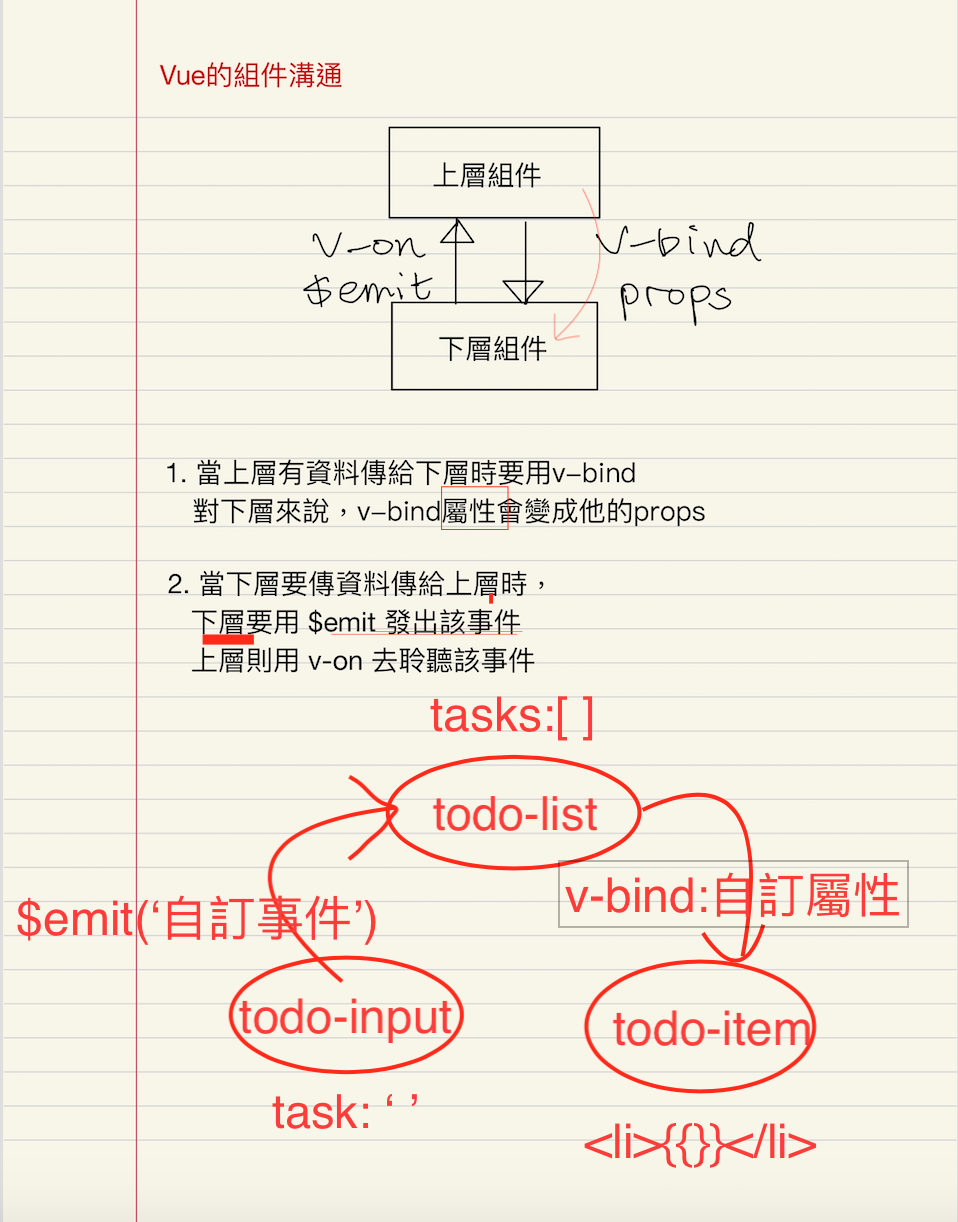 Vue的組件溝通
上層組件
v-on
$emit
v-bind
props
下層組件
1. 當上層有資料傳給下層時要用v-bind
對下層來說，v-bind屬性會變成他的props
2. 當下層要傳資料傳給上層時，
下層要用 $emit 發出該事件
上層則用 v-on 去聆聽該事件
tasks:[ ]
todo-list
v-bind:自訂屬性
$emit(‘自訂事件’)
todo-input
todo-item
task: ‘ ’
<li>{{}}</li>